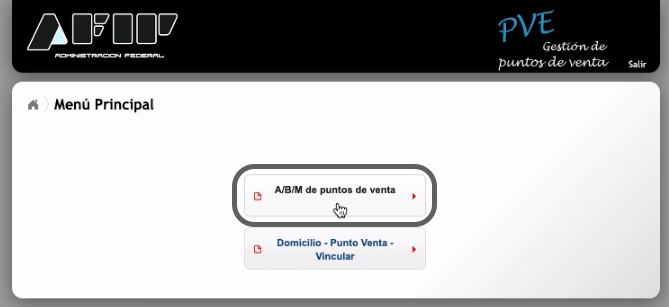 AFIP
ADMINISTRACION FEDERAL
PVE
Gestión de
puntos de venta
Salir
Menú Principal
A/B/M de puntos de venta
Domicilio - Punto Venta -
Vincular